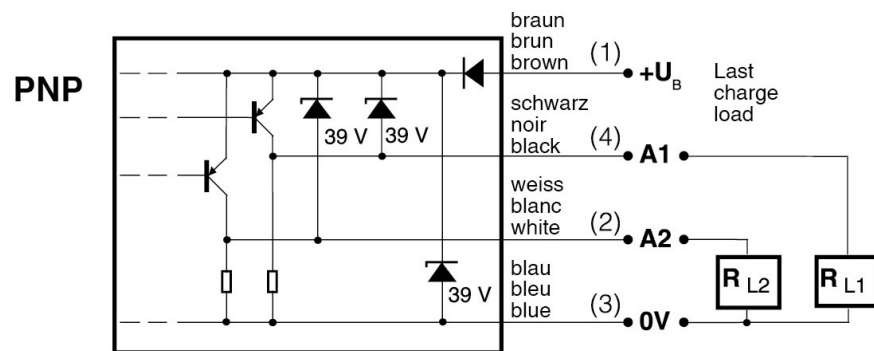 PNP
braun
brun
brown
(1)
+UB
Last
charge
load
schwarz
noir
black
(4)
A1
39 V
39 V
weiss
blanc
white
(2)
A2
blau
bleu
blue
(3)
0V
39 V
R L2
R L1